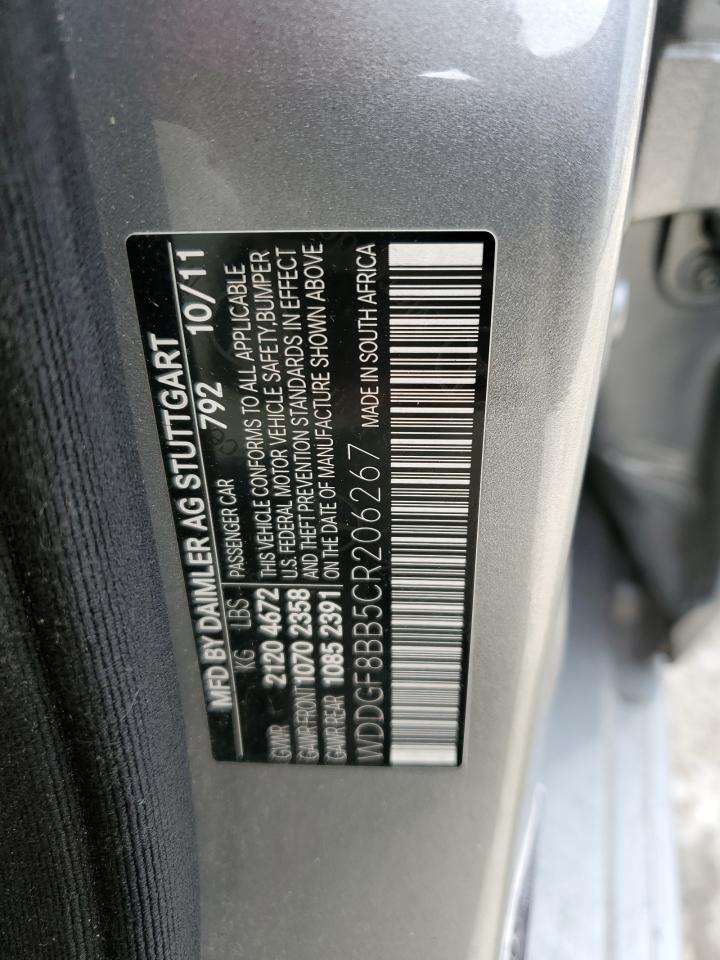 MFD BY DAIMLER AG STUTTGART
792 10/11
KG LBS PASSENGER CAR
GVWR 2120 4672 THIS VEHICLE CONFORMS TO ALL APPLICABLE
U.S. FEDERAL MOTOR VEHICLE SAFETY, BUMPER
GAWR FRONT 1070 2358 AND THEFT PREVENTION STANDARDS IN EFFECT
GAWR REAR 1085 2391 ON THE DATE OF MANUFACTURE SHOWN ABOVE
WDDGF8BB5CR206267 MADE IN SOUTH AFRICA